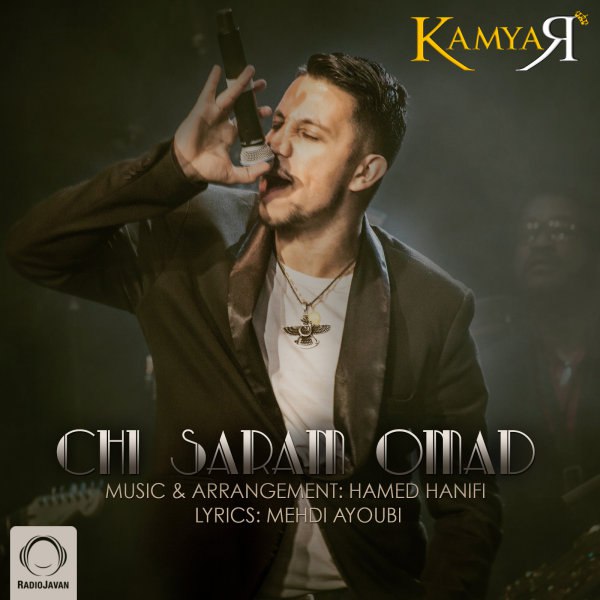 KAMYAR
CHI SARAM OMAD
MUSIC & ARRANGEMENT: HAMED HANIFI
LYRICS: MEHDI AYOUBI
RADIOJAVAN